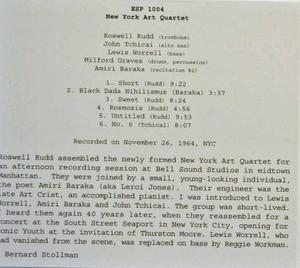 ESP 1004
New York Art Quartet
Roswell Rudd (trombone)
John Tchicai (alto sax)
Lewis Worrell (bass)
Milford Graves (drums, percussion)
Amiri Baraka (recitation #2)
1. Short (Rudd) 9:22
2. Black Dada Nihilismus (Baraka) 3:37
3. Sweet (Rudd) 8:24
4. Rosmosis (Rudd) 4:56
5. Untitled (Rudd) 9:53
6. No. 6 (Tchicai) 8:07
Recorded on November 26, 1964, NYC
Roswell Rudd assembled the newly formed New York Art Quartet for
an afternoon recording session at Bell Sound Studios in midtown
Manhattan. They were joined by a small, young-looking individual,
the poet Amiri Baraka (aka Leroi Jones). Their engineer was the
late Art Crist, an accomplished pianist. I was introduced to Lewis
Worrell, Amiri Baraka and John Tchicai. The group was short-lived.
I heard them again 40 years later, when they reassembled for a
concert at the South Street Seaport in New York City, opening for
Sonic Youth at the invitation of Thurston Moore. Lewis Worrell, who
had vanished from the scene, was replaced on bass by Reggie Workman.
Bernard Stollman